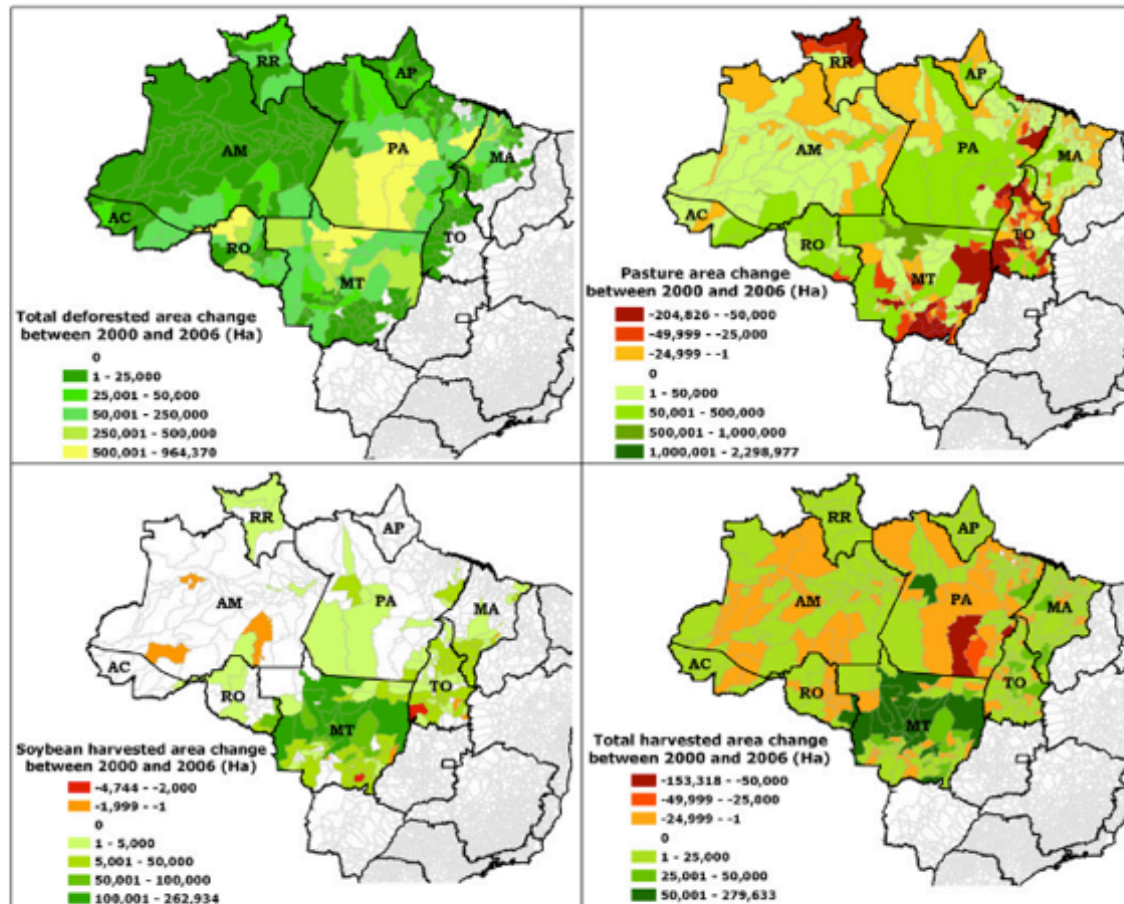 RR
AP
AM
PA
MA
AC
RO
TO
MT
Total deforested area change
between 2000 and 2006 (Ha)
0
1 - 25,000
25,001 - 50,000
50,001 - 250,000
250,001 - 500,000
500,001 - 964,370
RR
AP
AM
PA
MA
AC
RO
TO
MT
Pasture area change
between 2000 and 2006 (Ha)
-204,826 - -50,000
-49,999 - -25,000
-24,999 - -1
0
1 - 50,000
50,001 - 500,000
500,001 - 1,000,000
1,000,001 - 2,298,977
RR
AP
AM
PA
MA
AC
RO
TO
MT
Soybean harvested area change
between 2000 and 2006 (Ha)
-4,744 - -2,000
-1,999 - -1
0
1 - 5,000
5,001 - 50,000
50,001 - 100,000
100,001 - 262,934
RR
AP
AM
PA
MA
AC
RO
TO
MT
Total harvested area change
between 2000 and 2006 (Ha)
-153,318 - -50,000
-49,999 - -25,000
-24,999 - -1
0
1 - 25,000
25,001 - 50,000
50,001 - 279,633